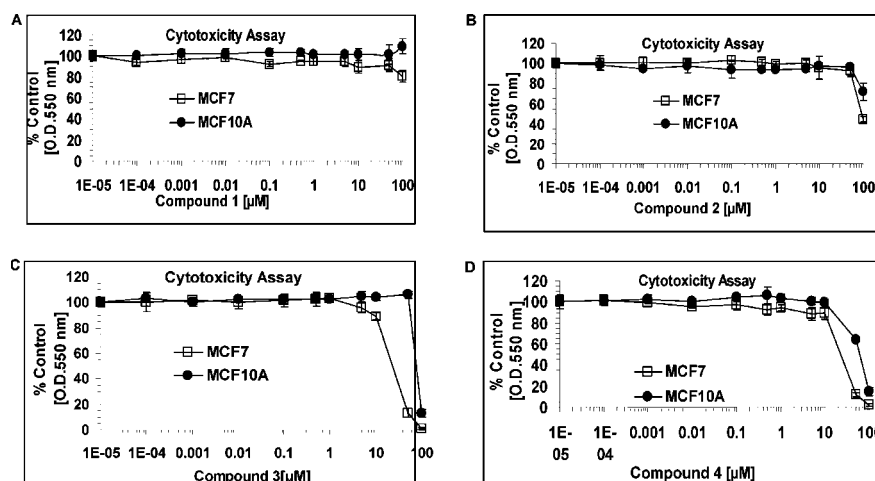 A
Cytotoxicity Assay
120
100
80
60
40
20
0
% Control
[O.D.550 nm]
MCF7
MCF10A
1E-05 1E-04 0.001 0.01 0.1 1 10 100
Compound 1 [µM]
B
Cytotoxicity Assay
120
100
80
60
40
20
0
% Control
[O.D.550 nm]
MCF7
MCF10A
1E-05 1E-04 0.001 0.01 0.1 1 10 100
Compound 2 [µM]
C
Cytotoxicity Assay
120
100
80
60
40
20
0
% Control
[O.D.550 nm]
MCF7
MCF10A
1E-05 1E-04 0.001 0.01 0.1 1 10 100
Compound 3[µM]
D
Cytotoxicity Assay
120
100
80
60
40
20
0
% Control
[O.D.550 nm]
MCF7
MCF10A
1E- 1E- 0.001 0.01 0.1 1 10 100
05 04
Compound 4 [µM]